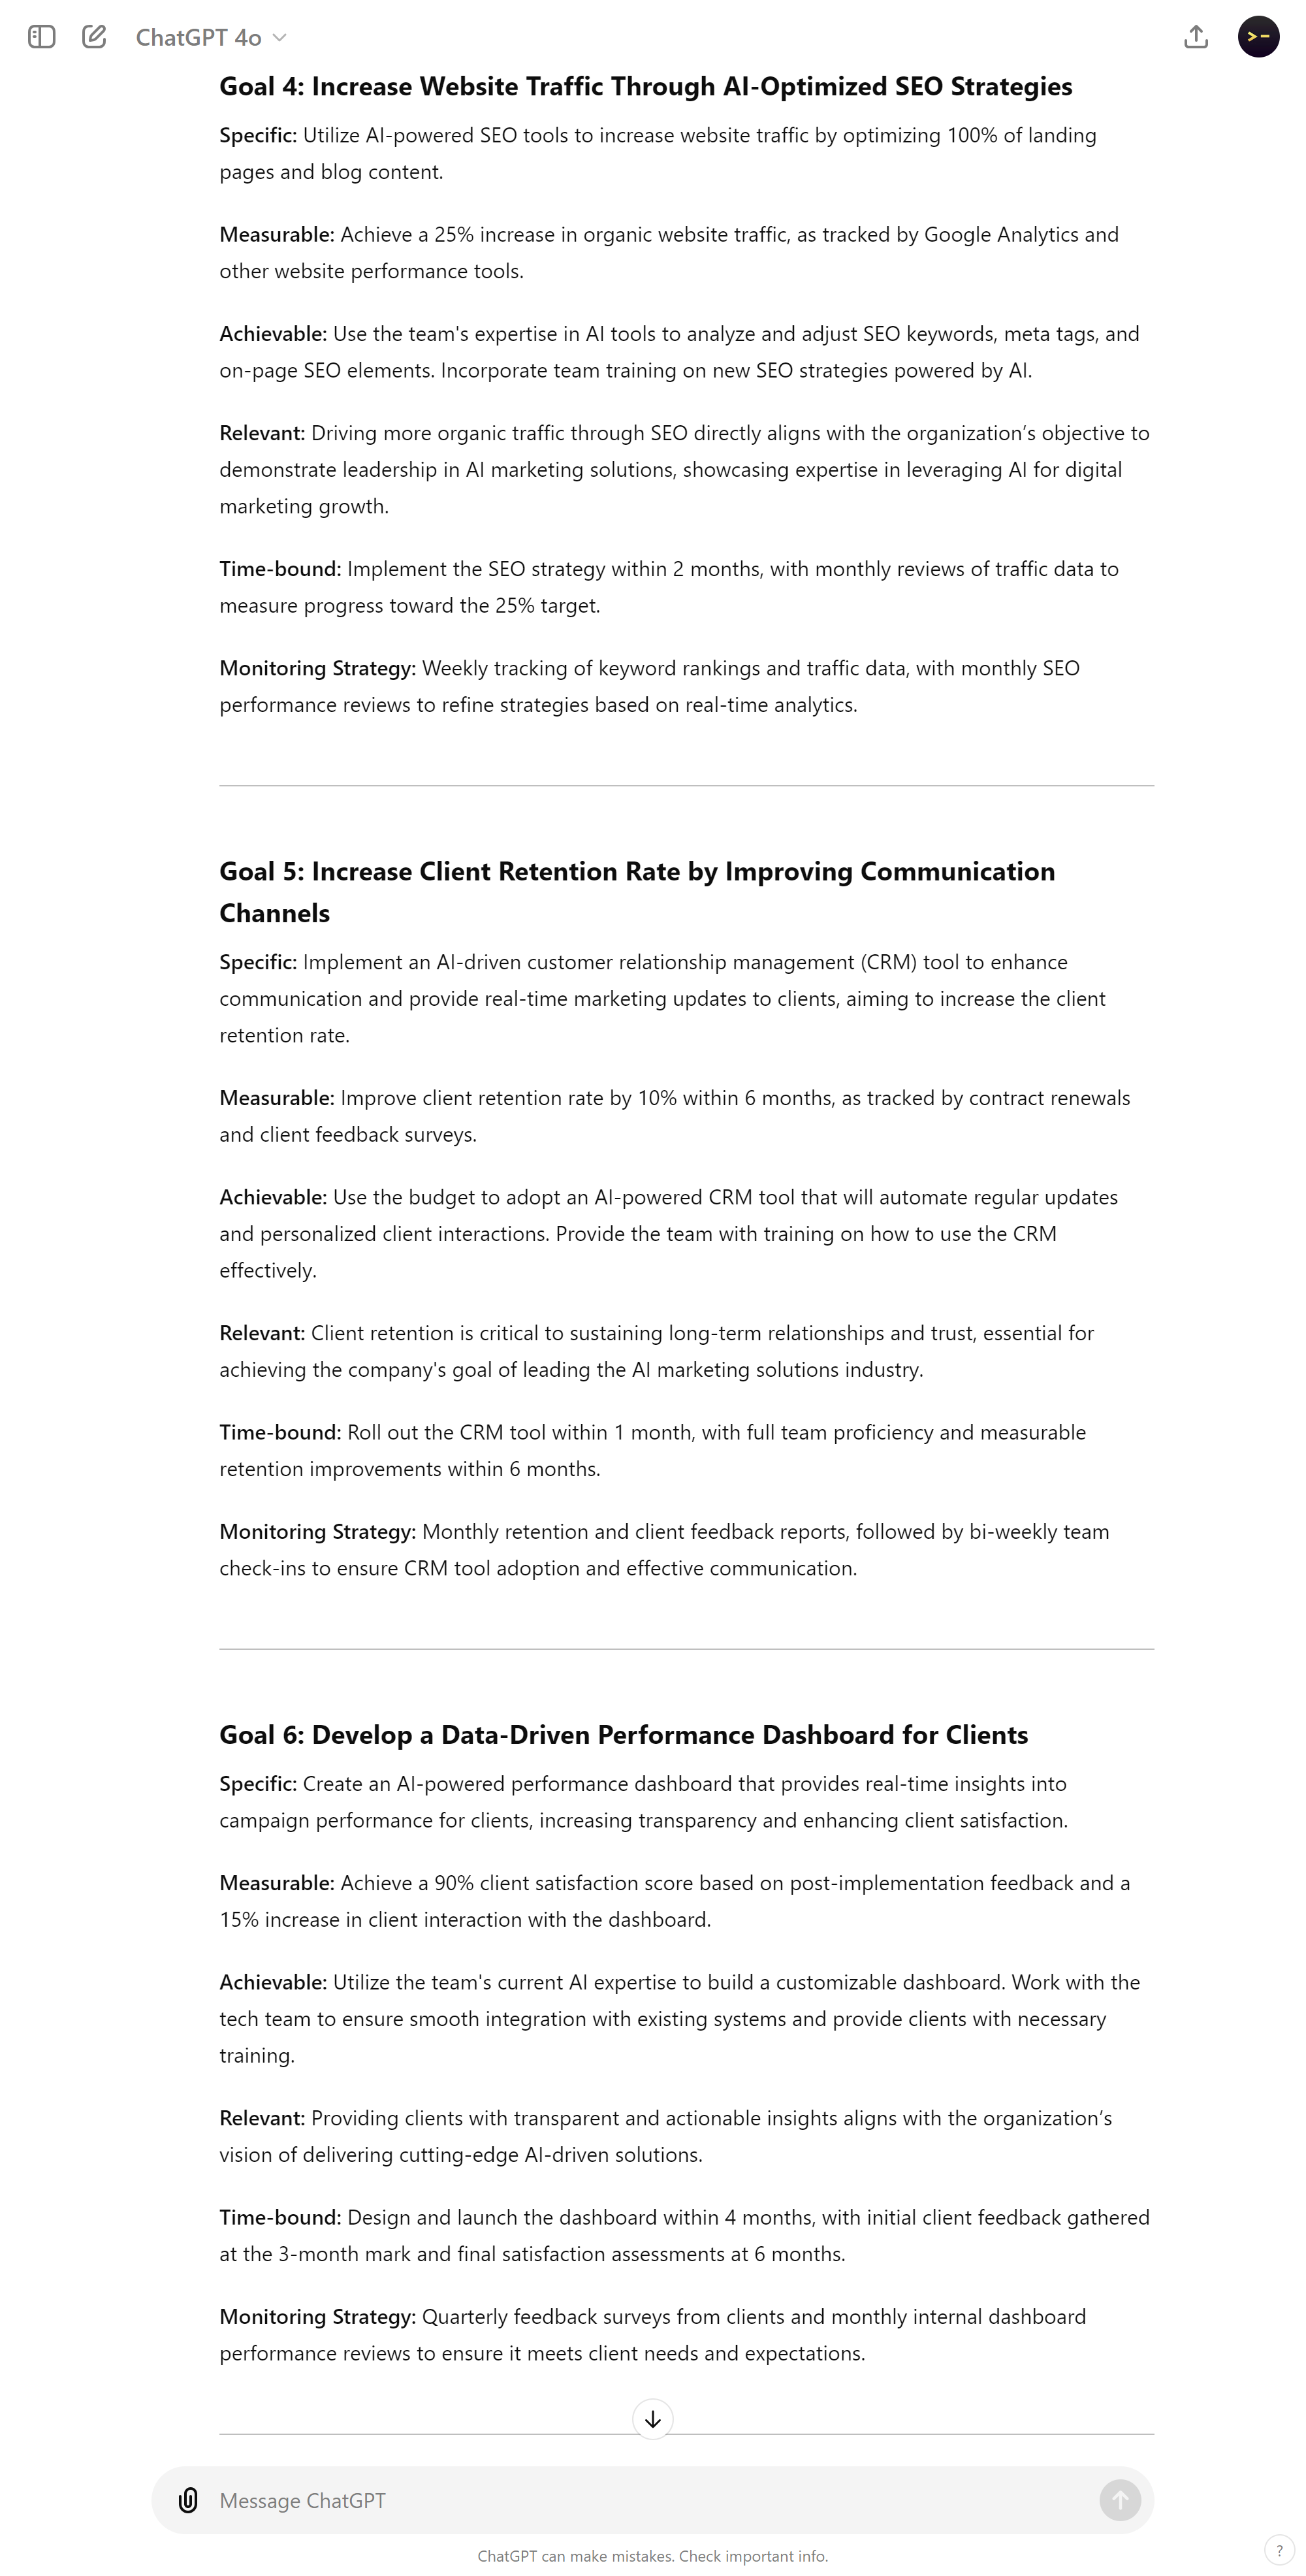 ChatGPT 4o
Goal 4: Increase Website Traffic Through AI-Optimized SEO Strategies
Specific: Utilize AI-powered SEO tools to increase website traffic by optimizing 100% of landing
pages and blog content.
Measurable: Achieve a 25% increase in organic website traffic, as tracked by Google Analytics and
other website performance tools.
Achievable: Use the team's expertise in AI tools to analyze and adjust SEO keywords, meta tags, and
on-page SEO elements. Incorporate team training on new SEO strategies powered by AI.
Relevant: Driving more organic traffic through SEO directly aligns with the organization’s objective to
demonstrate leadership in AI marketing solutions, showcasing expertise in leveraging AI for digital
marketing growth.
Time-bound: Implement the SEO strategy within 2 months, with monthly reviews of traffic data to
measure progress toward the 25% target.
Monitoring Strategy: Weekly tracking of keyword rankings and traffic data, with monthly SEO
performance reviews to refine strategies based on real-time analytics.
Goal 5: Increase Client Retention Rate by Improving Communication
Channels
Specific: Implement an AI-driven customer relationship management (CRM) tool to enhance
communication and provide real-time marketing updates to clients, aiming to increase the client
retention rate.
Measurable: Improve client retention rate by 10% within 6 months, as tracked by contract renewals
and client feedback surveys.
Achievable: Use the budget to adopt an AI-powered CRM tool that will automate regular updates
and personalized client interactions. Provide the team with training on how to use the CRM
effectively.
Relevant: Client retention is critical to sustaining long-term relationships and trust, essential for
achieving the company's goal of leading the AI marketing solutions industry.
Time-bound: Roll out the CRM tool within 1 month, with full team proficiency and measurable
retention improvements within 6 months.
Monitoring Strategy: Monthly retention and client feedback reports, followed by bi-weekly team
check-ins to ensure CRM tool adoption and effective communication.
Goal 6: Develop a Data-Driven Performance Dashboard for Clients
Specific: Create an AI-powered performance dashboard that provides real-time insights into
campaign performance for clients, increasing transparency and enhancing client satisfaction.
Measurable: Achieve a 90% client satisfaction score based on post-implementation feedback and a
15% increase in client interaction with the dashboard.
Achievable: Utilize the team's current AI expertise to build a customizable dashboard. Work with the
tech team to ensure smooth integration with existing systems and provide clients with necessary
training.
Relevant: Providing clients with transparent and actionable insights aligns with the organization’s
vision of delivering cutting-edge AI-driven solutions.
Time-bound: Design and launch the dashboard within 4 months, with initial client feedback gathered
at the 3-month mark and final satisfaction assessments at 6 months.
Monitoring Strategy: Quarterly feedback surveys from clients and monthly internal dashboard
performance reviews to ensure it meets client needs and expectations.
Message ChatGPT
ChatGPT can make mistakes. Check important info.
?